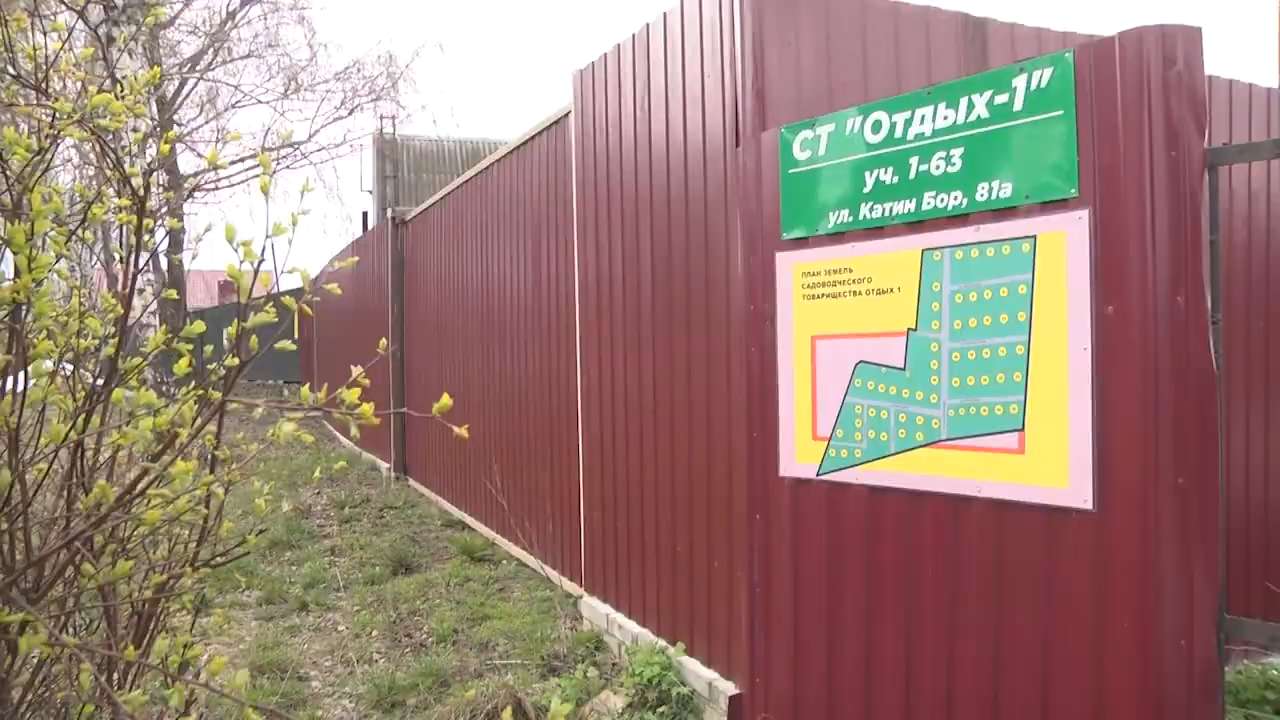 СТ "Отдых-1"
уч. 1-63
ул. Катин Бор, 81а
ПЛАН ЗЕМЕЛЬ
САДОВОДЧЕСКОГО
ТОВАРИЩЕСТВА ОТДЫХ 1